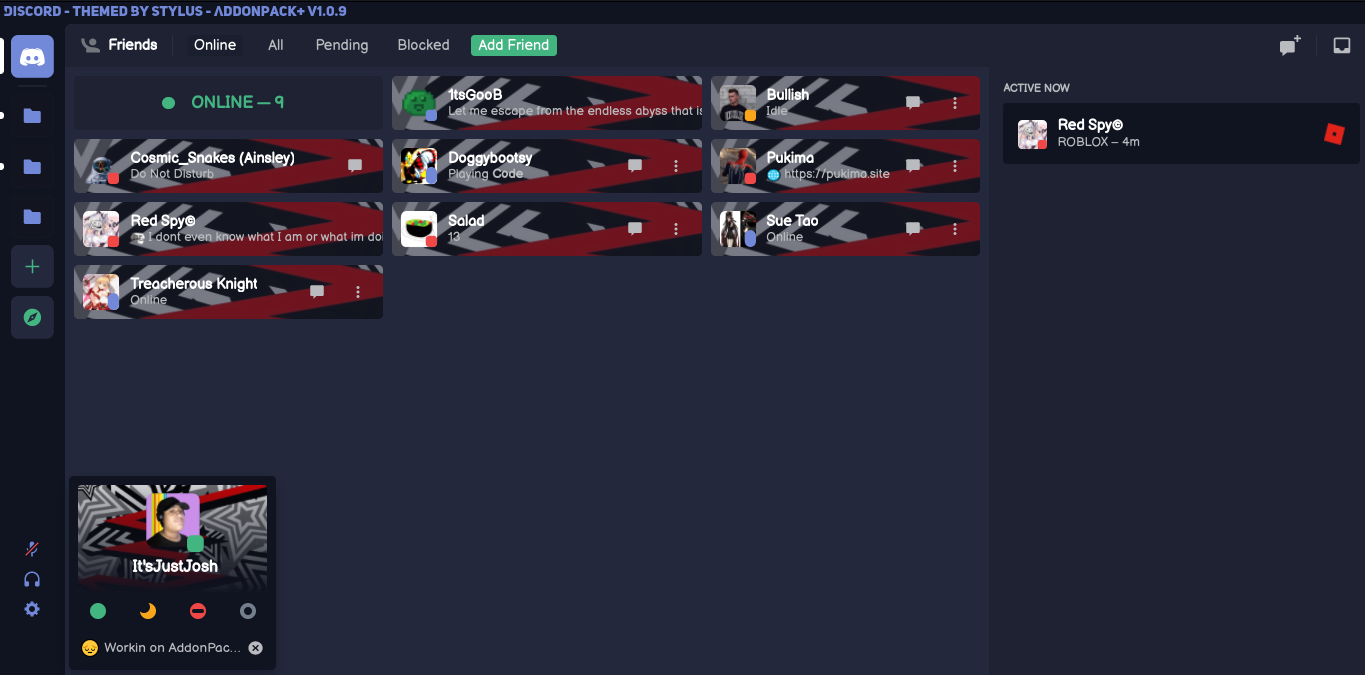 DISCORD - THEMED BY STYLUS - ADDONPACK+ V1.0.9
Friends
Online
All
Pending
Blocked
Add Friend
ONLINE — 9
1tsGooB
Let me escape from the endless abyss that is
Bullish
Idle
Cosmic_Snakes (Ainsley)
Do Not Disturb
Doggybootsy
Playing Code
Pukima
https://pukima.site
Red Spy©
I dont even know what I am or what im doi
Salad
13
Sue Tao
Online
Treacherous Knight
Online
ACTIVE NOW
Red Spy©
ROBLOX – 4m
It'sJustJosh
Workin on AddonPac...